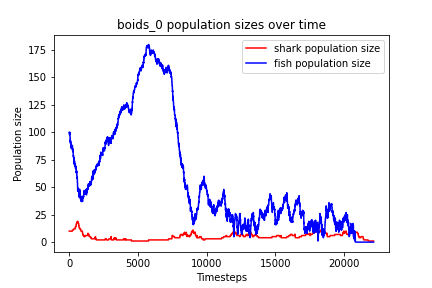 boids_0 population sizes over time
shark population size
fish population size
Population size
175
150
125
100
75
50
25
0
0 5000 10000 15000 20000
Timesteps